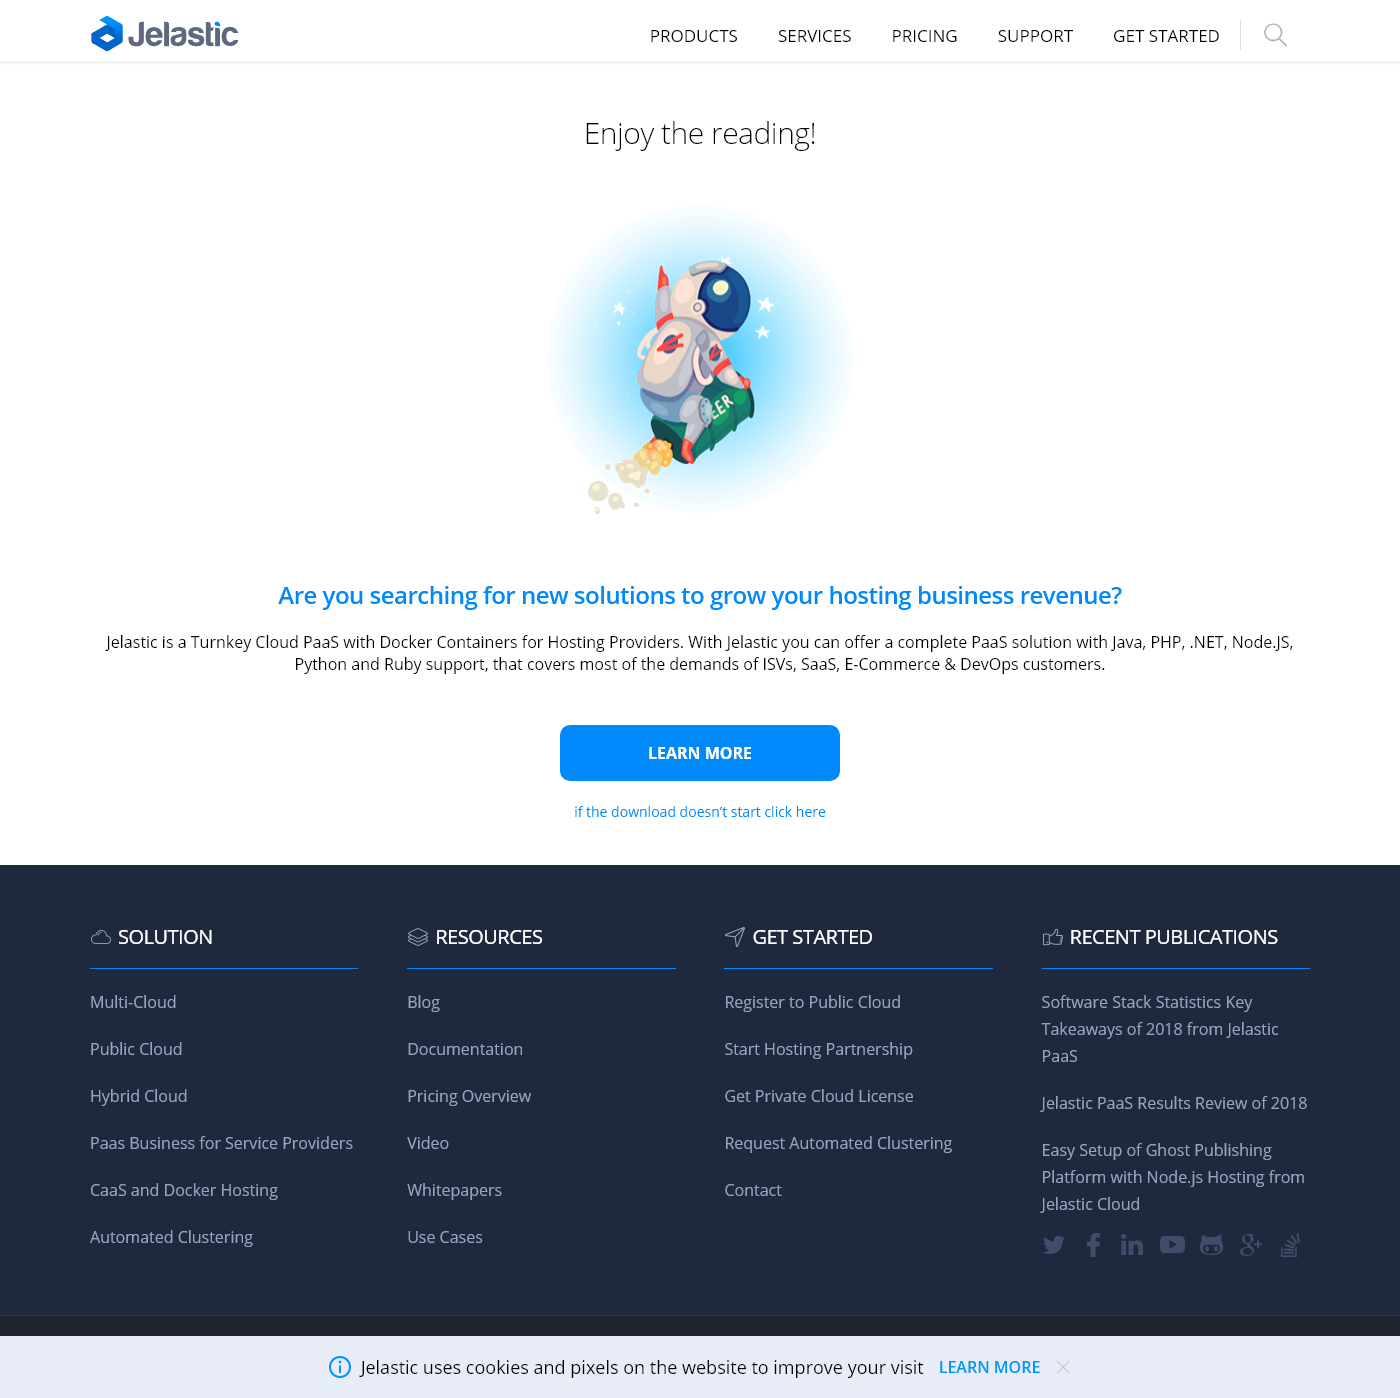 Jelastic
PRODUCTS SERVICES PRICING SUPPORT GET STARTED
Enjoy the reading!
EER
Are you searching for new solutions to grow your hosting business revenue?
Jelastic is a Turnkey Cloud PaaS with Docker Containers for Hosting Providers. With Jelastic you can offer a complete PaaS solution with Java, PHP, .NET, Node.JS,
Python and Ruby support, that covers most of the demands of ISVs, SaaS, E-Commerce & DevOps customers.
LEARN MORE
if the download doesn’t start click here
SOLUTION
Multi-Cloud
Public Cloud
Hybrid Cloud
Paas Business for Service Providers
CaaS and Docker Hosting
Automated Clustering
RESOURCES
Blog
Documentation
Pricing Overview
Video
Whitepapers
Use Cases
GET STARTED
Register to Public Cloud
Start Hosting Partnership
Get Private Cloud License
Request Automated Clustering
Contact
RECENT PUBLICATIONS
Software Stack Statistics Key
Takeaways of 2018 from Jelastic
PaaS
Jelastic PaaS Results Review of 2018
Easy Setup of Ghost Publishing
Platform with Node.js Hosting from
Jelastic Cloud
Jelastic uses cookies and pixels on the website to improve your visit LEARN MORE